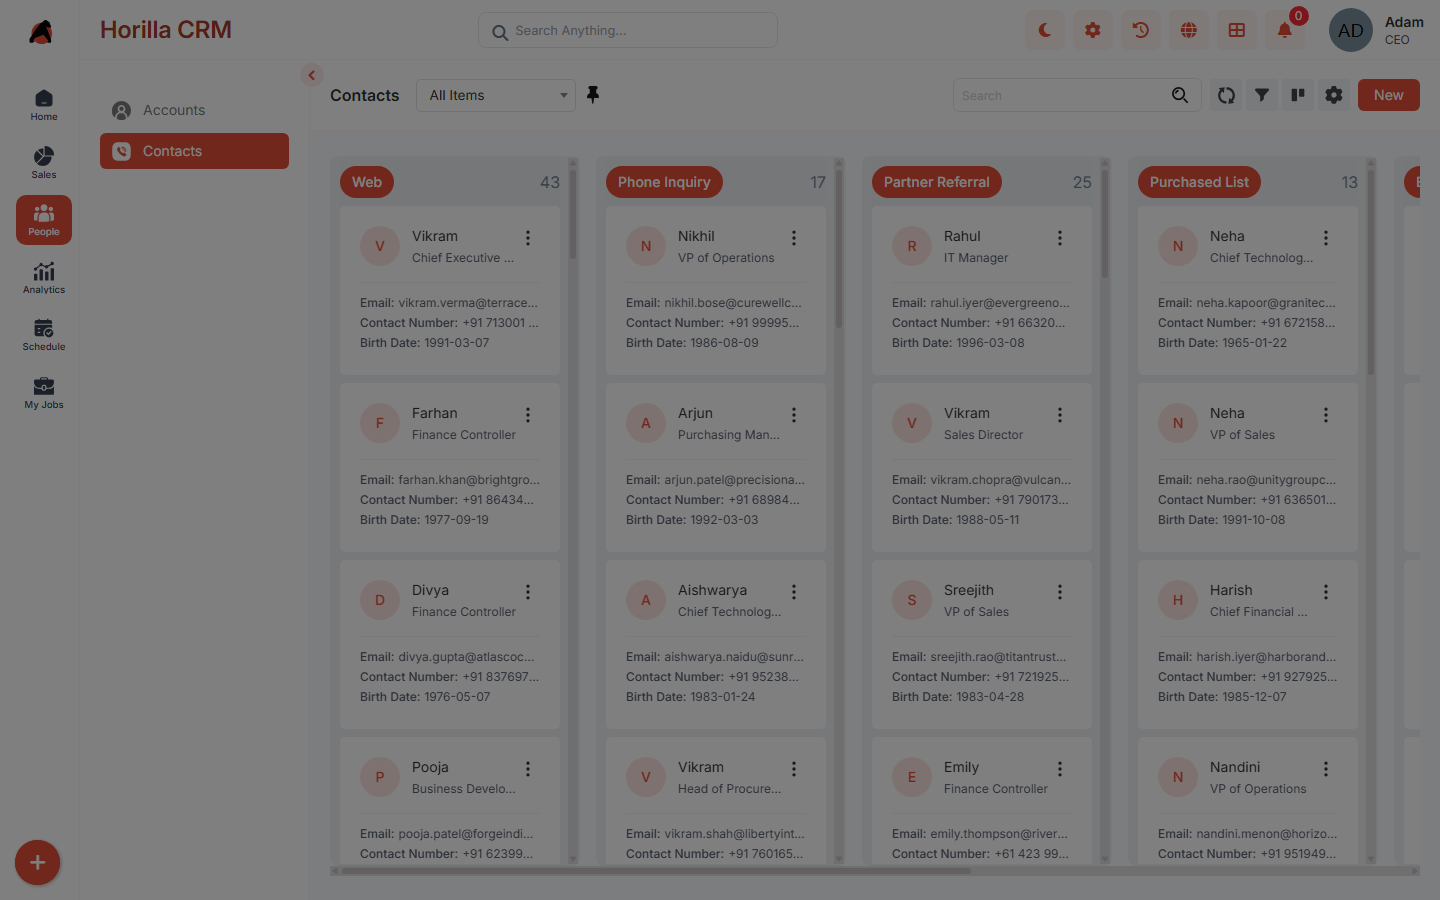 Horilla CRM
Search Anything...
0
AD
Adam
CEO
Home
Sales
People
Analytics
Schedule
My Jobs
Accounts
Contacts
Contacts
All Items
Search
New
Web
43
V
Vikram
Chief Executive ...
Email: vikram.verma@terrace...
Contact Number: +91 713001 ...
Birth Date: 1991-03-07
F
Farhan
Finance Controller
Email: farhan.khan@brightgro...
Contact Number: +91 86434...
Birth Date: 1977-09-19
D
Divya
Finance Controller
Email: divya.gupta@atlascoc...
Contact Number: +91 837697...
Birth Date: 1976-05-07
P
Pooja
Business Develo...
Email: pooja.patel@forgeindi...
Contact Number: +91 62399...
Phone Inquiry
17
N
Nikhil
VP of Operations
Email: nikhil.bose@curewellc...
Contact Number: +91 99995...
Birth Date: 1986-08-09
A
Arjun
Purchasing Man...
Email: arjun.patel@precisiona...
Contact Number: +91 68984...
Birth Date: 1992-03-03
A
Aishwarya
Chief Technolog...
Email: aishwarya.naidu@sunr...
Contact Number: +91 95238...
Birth Date: 1983-01-24
V
Vikram
Head of Procure...
Email: vikram.shah@libertyint...
Contact Number: +91 760165...
Partner Referral
25
R
Rahul
IT Manager
Email: rahul.iyer@evergreeno...
Contact Number: +91 66320...
Birth Date: 1996-03-08
V
Vikram
Sales Director
Email: vikram.chopra@vulcan...
Contact Number: +91 790173...
Birth Date: 1988-05-11
S
Sreejith
VP of Sales
Email: sreejith.rao@titantrust...
Contact Number: +91 721925...
Birth Date: 1983-04-28
E
Emily
Finance Controller
Email: emily.thompson@river...
Contact Number: +61 423 99...
Purchased List
13
N
Neha
Chief Technolog...
Email: neha.kapoor@granitec...
Contact Number: +91 672158...
Birth Date: 1965-01-22
N
Neha
VP of Sales
Email: neha.rao@unitygroupc...
Contact Number: +91 636501...
Birth Date: 1991-10-08
H
Harish
Chief Financial ...
Email: harish.iyer@harborand...
Contact Number: +91 927925...
Birth Date: 1985-12-07
N
Nandini
VP of Operations
Email: nandini.menon@horizo...
Contact Number: +91 951949...